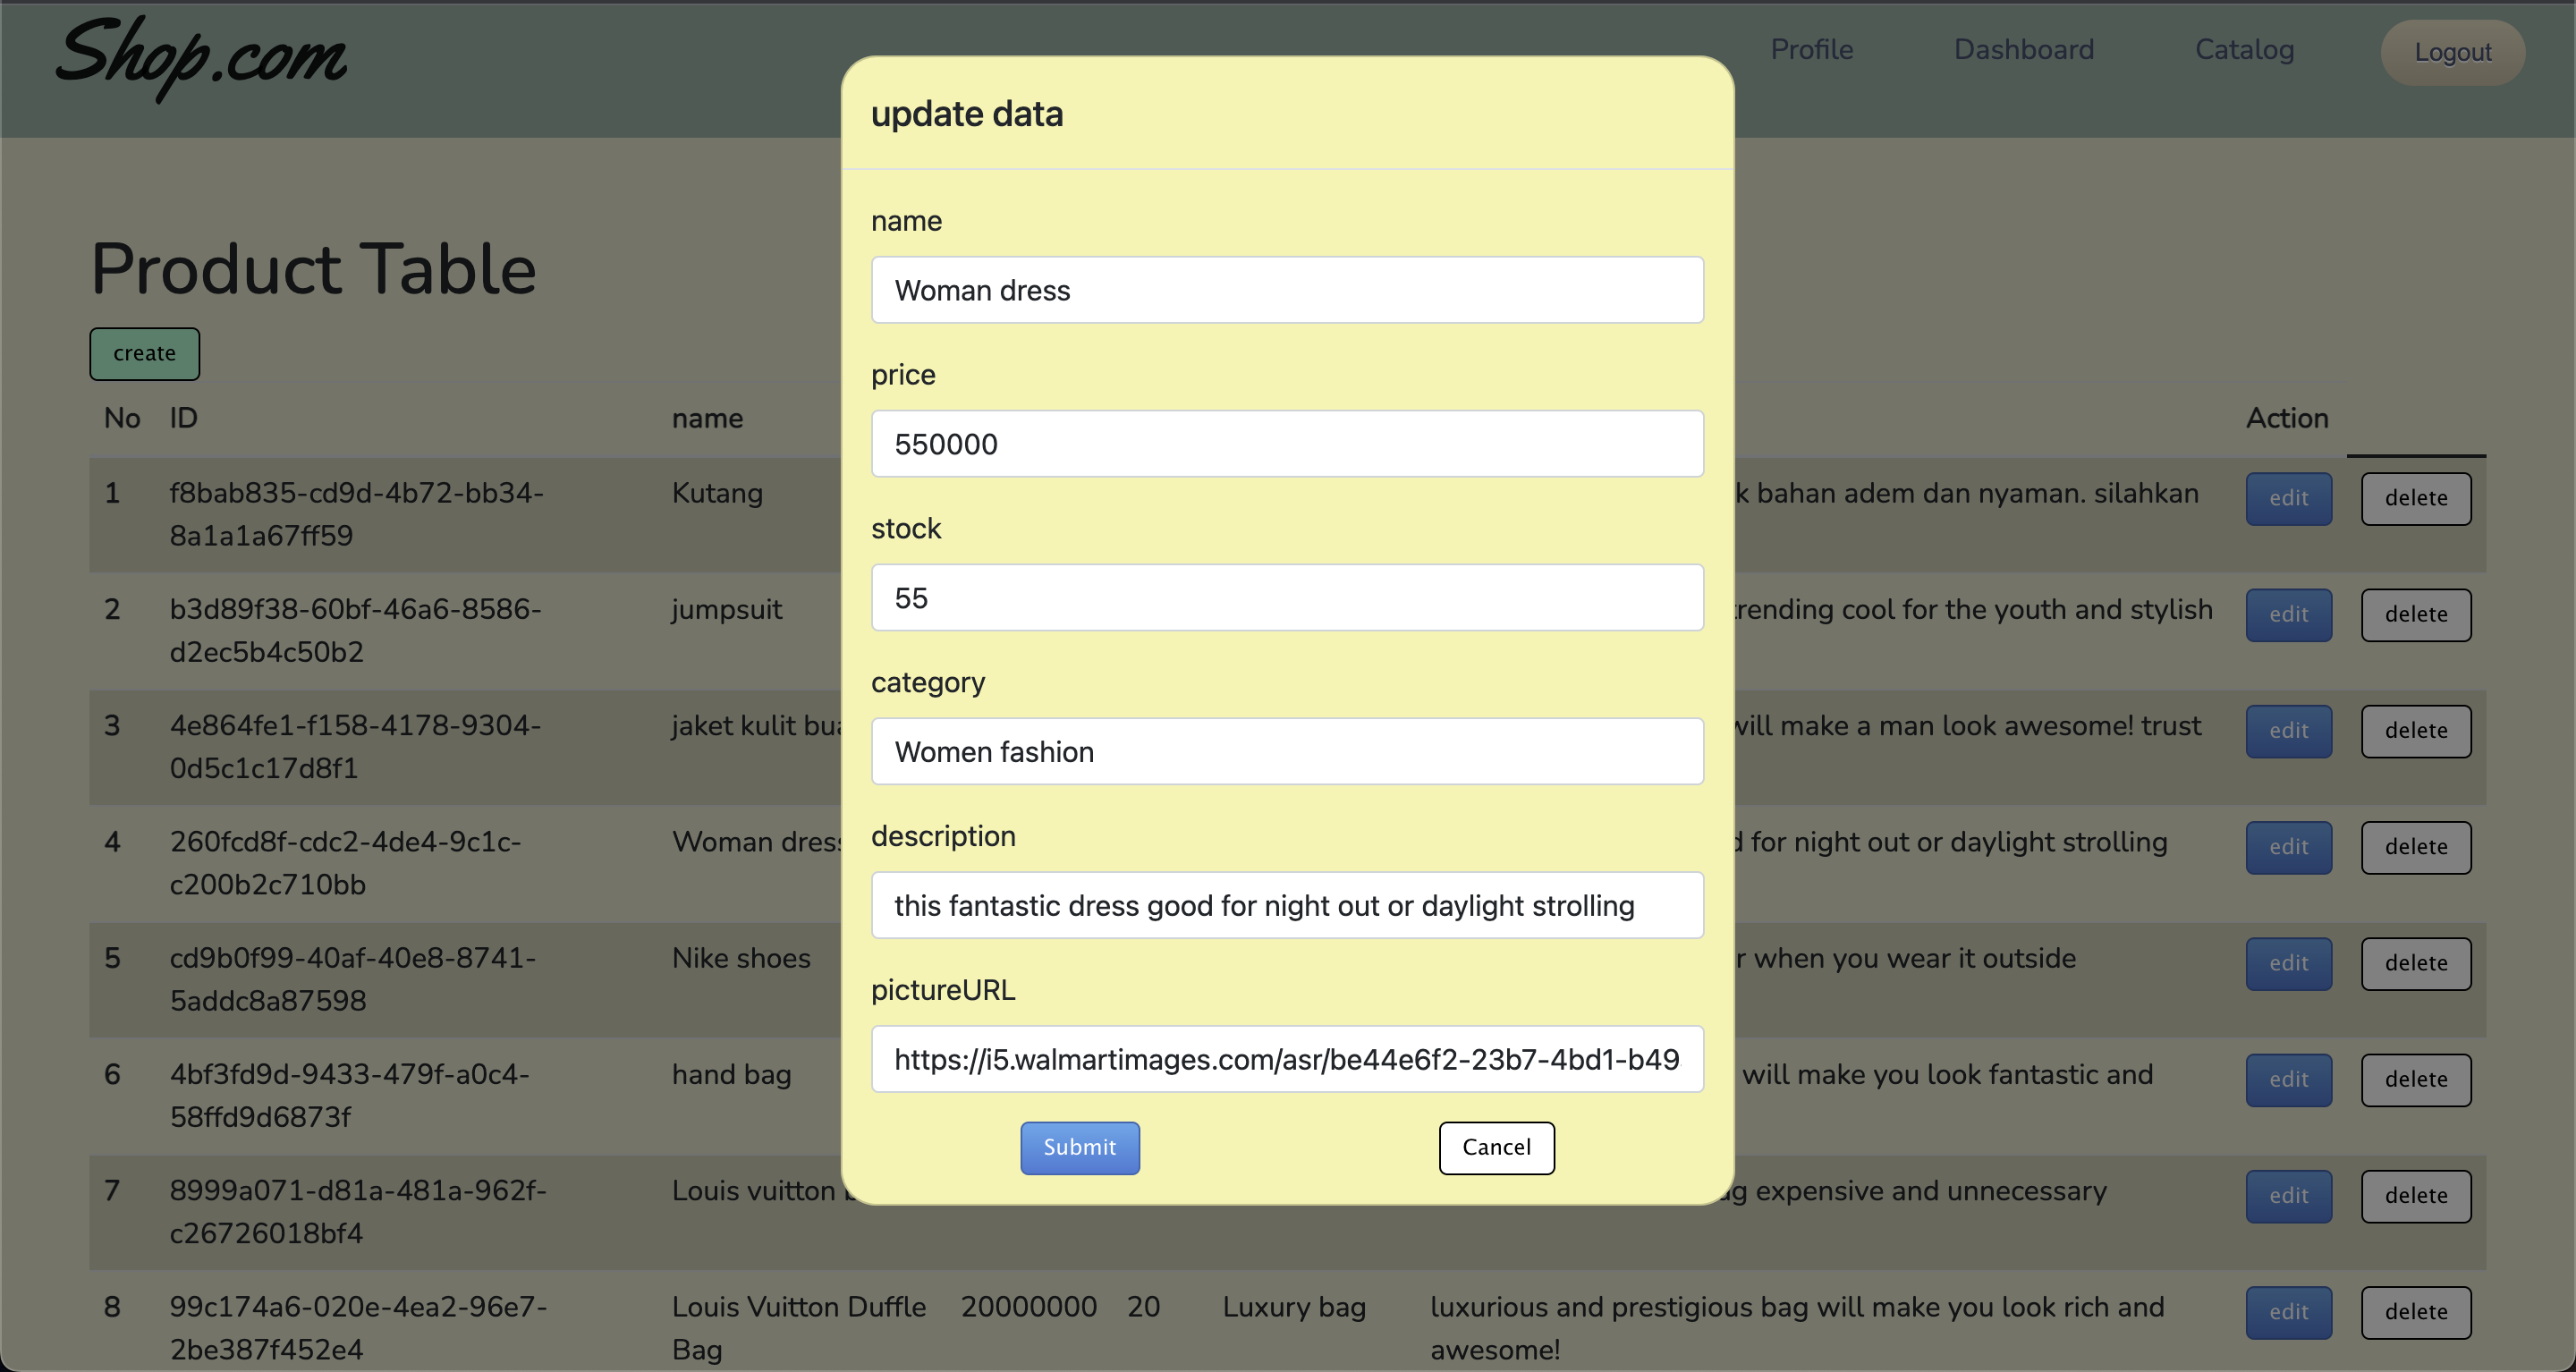 Shop.com
Profile Dashboard Catalog Logout
update data
name
Woman dress
price
550000
stock
55
category
Women fashion
description
this fantastic dress good for night out or daylight strolling
pictureURL
https://i5.walmartimages.com/asr/be44e6f2-23b7-4bd1-b49
Submit Cancel
Product Table
create
No ID name Action
1 f8bab835-cd9d-4b72-bb34- Kutang bahan adem dan nyaman. silahkan edit delete
8a1a1a67ff59
2 b3d89f38-60bf-46a6-8586- jumpsuit trending cool for the youth and stylish edit delete
d2ec5b4c50b2
3 4e864fe1-f158-4178-9304- jaket kulit will make a man look awesome! trust edit delete
0d5c1c17d8f1
4 260fcd8f-cdc2-4de4-9c1c- Woman dress for night out or daylight strolling edit delete
c200b2c710bb
5 cd9b0f99-40af-40e8-8741- Nike shoes when you wear it outside edit delete
5addc8a87598
6 4bf3fd9d-9433-479f-a0c4- hand bag will make you look fantastic and edit delete
58ffd9d6873f
7 8999a071-d81a-481a-962f- Louis vuitton expensive and unnecessary edit delete
c26726018bf4
8 99c174a6-020e-4ea2-96e7- Louis Vuitton Duffle 20000000 20 Luxury bag luxurious and prestigious bag will make you look rich and edit delete
2be387f452e4 Bag awesome!